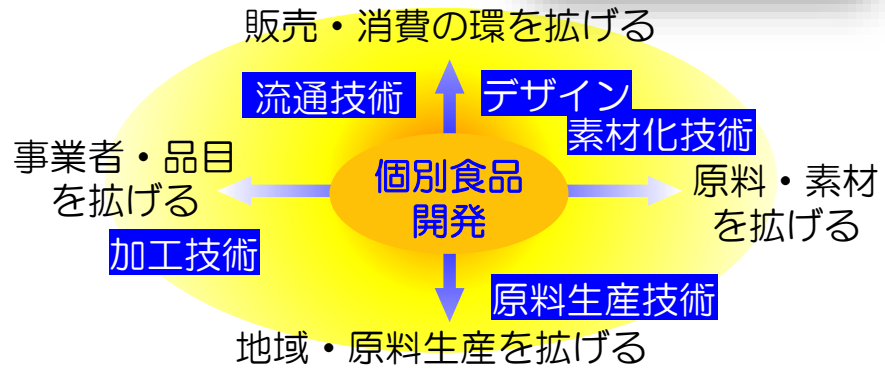 販売・消費の環を拡げる
流通技術
デザイン
素材化技術
事業者・品目
を拡げる
個別食品
開発
原料・素材
を拡げる
加工技術
原料生産技術
地域・原料生産を拡げる